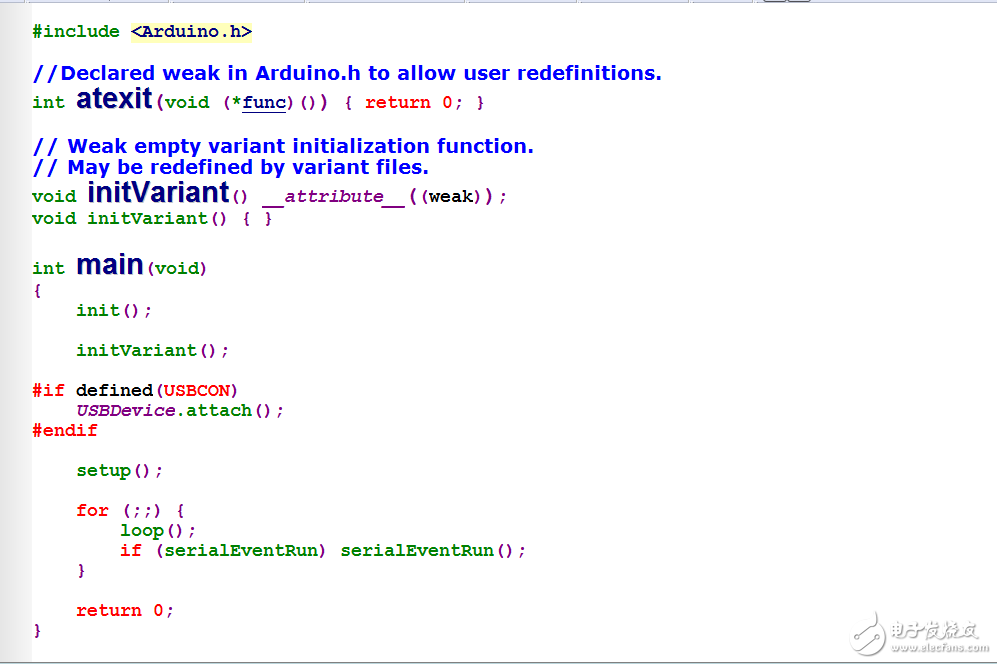 #include <Arduino.h>
//Declared weak in Arduino.h to allow user redefinitions.
int atexit(void (*func)()) { return 0; }
// Weak empty variant initialization function.
// May be redefined by variant files.
void initVariant() __attribute__((weak));
void initVariant() { }
int main(void)
{
    init();
    initVariant();
#if defined(USBCON)
    USBDevice.attach();
#endif
    setup();
    for (;;) {
        loop();
        if (serialEventRun) serialEventRun();
    }
    return 0;
}
电子发烧友
www.elecfans.com